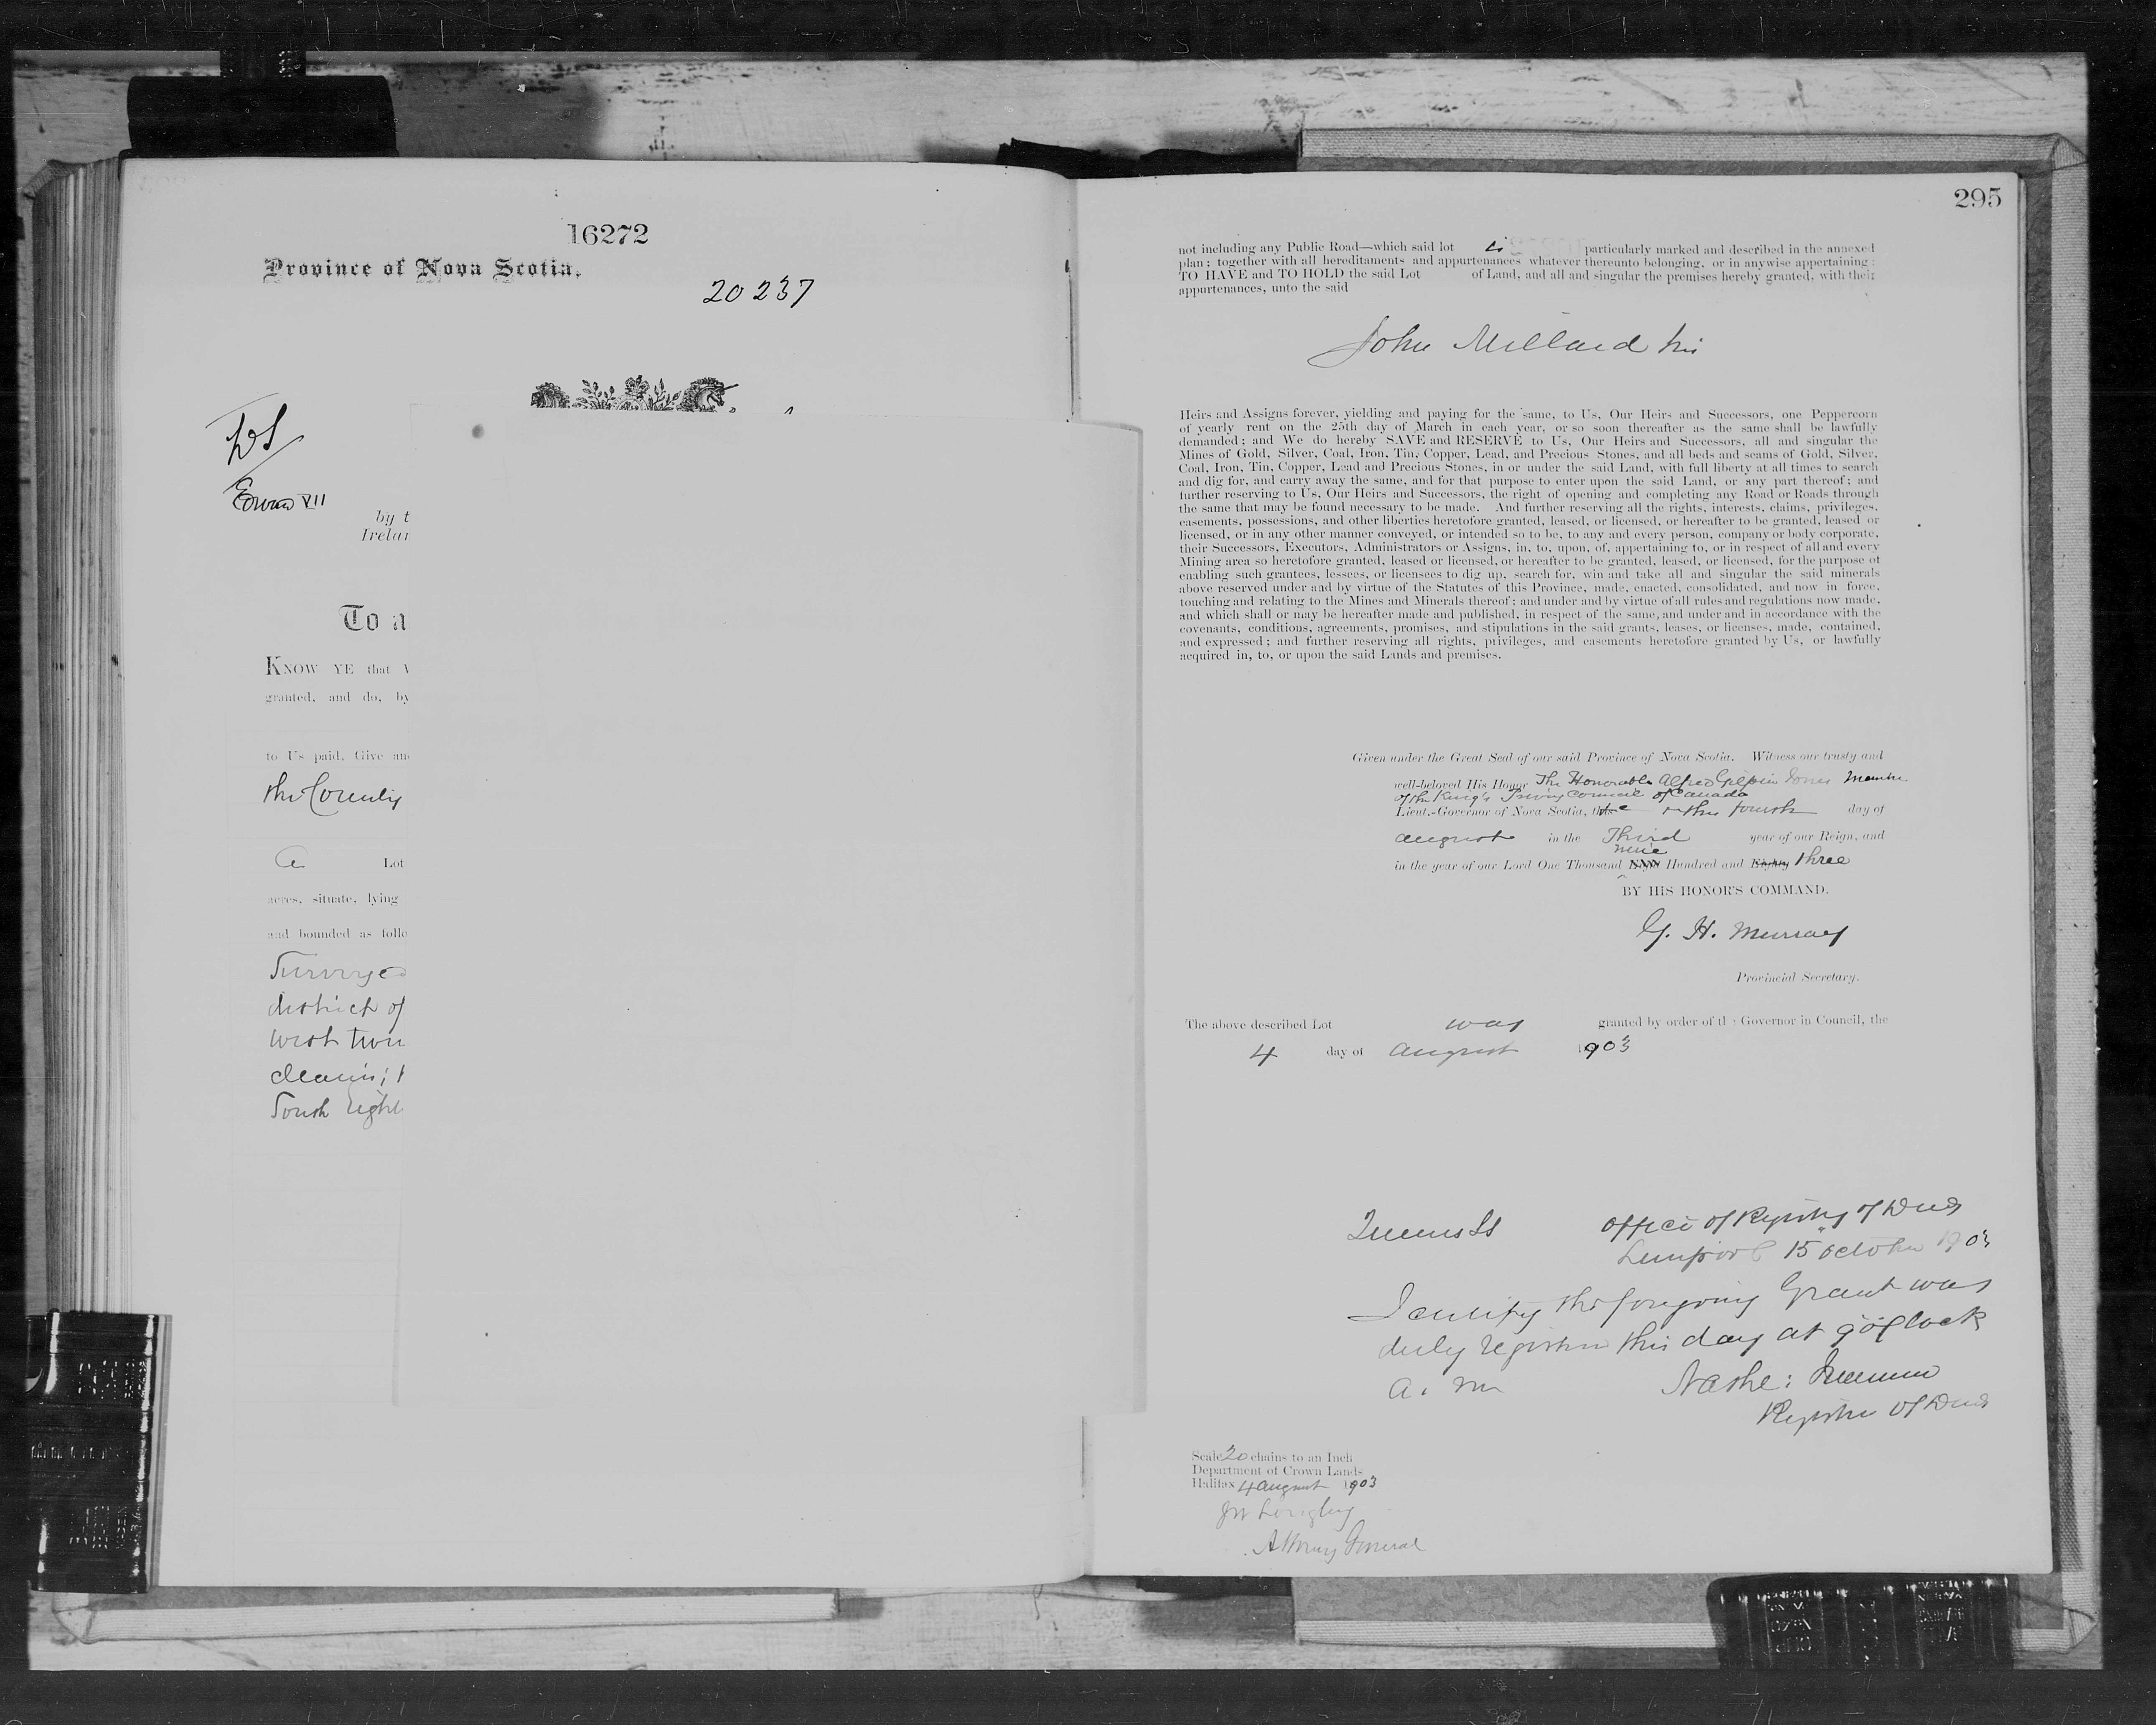 16272
Province of Nova Scotia.
20237
LS
Edward VII
by t
Irelan
To a
KNOW YE that W
granted, and do, by
to Us paid, Give and
the County
a Lot
acres, situate, lying
and bounded as follo
Surveyed
district of
West twen
chains;
South eight
295
not including any Public Road—which said lot is particularly marked and described in the annexed
plan; together with all hereditaments and appurtenances whatever thereunto belonging, or in anywise appertaining:
TO HAVE and TO HOLD the said Lot of Land, and all and singular the premises hereby granted, with their
appurtenances, unto the said
John Millard his
Heirs and Assigns forever, yielding and paying for the same, to Us, Our Heirs and Successors, one Peppercorn
of yearly rent on the 25th day of March in each year, or so soon thereafter as the same shall be lawfully
demanded; and We do hereby SAVE and RESERVE to Us, Our Heirs and Successors, all and singular the
Mines of Gold, Silver, Coal, Iron, Tin, Copper, Lead, and Precious Stones, and all beds and seams of Gold, Silver,
Coal, Iron, Tin, Copper, Lead and Precious Stones, in or under the said Land, with full liberty at all times to search
and dig for, and carry away the same, and for that purpose to enter upon the said Land, or any part thereof; and
further reserving to Us, Our Heirs and Successors, the right of opening and completing any Road or Roads through
the same that may be found necessary to be made. And further reserving all the rights, interests, claims, privileges,
easements, possessions, and other liberties heretofore granted, leased, or licensed, or hereafter to be granted, leased or
licensed, or in any other manner conveyed, or intended so to be, to any and every person, company or body corporate,
their Successors, Executors, Administrators or Assigns, in, to, upon, of, appertaining to, or in respect of all and every
Mining area so heretofore granted, leased or licensed, or hereafter to be granted, leased, or licensed, for the purpose of
enabling such grantees, lessees, or licensees to dig up, search for, win and take all and singular the said minerals
above reserved under and by virtue of the Statutes of this Province, made, enacted, consolidated, and now in force,
touching and relating to the Mines and Minerals thereof; and under and by virtue of all rules and regulations now made,
and which shall or may be hereafter made and published, in respect of the same, and under and in accordance with the
covenants, conditions, agreements, promises, and stipulations in the said grants, leases, or licenses, made, contained,
and expressed; and further reserving all rights, privileges, and easements heretofore granted by Us, or lawfully
acquired in, to, or upon the said Lands and premises.
Given under the Great Seal of our said Province of Nova Scotia. Witness our trusty and
well-beloved His Honor The Honorable Alfred Gilpin Jones Member
of the King's Privy Council of Canada
Lieut.-Governor of Nova Scotia, the fourth day of
august in the Third year of our Reign, and
nine
in the year of our Lord One Thousand Hundred and Eighty three
BY HIS HONOR'S COMMAND.
G. H. Murray
Provincial Secretary.
The above described Lot was granted by order of the Governor in Council, the
4 day of august 1903
Queens SS Office of Registry of Deeds
Liverpool 15 October 1903
I certify the foregoing Grant was
duly registered this day at 9 o'clock
a. m
Register of Deeds
Scale 20 chains to an Inch
Department of Crown Lands
Halifax 4 august 1903
JW Longley
Attorney General